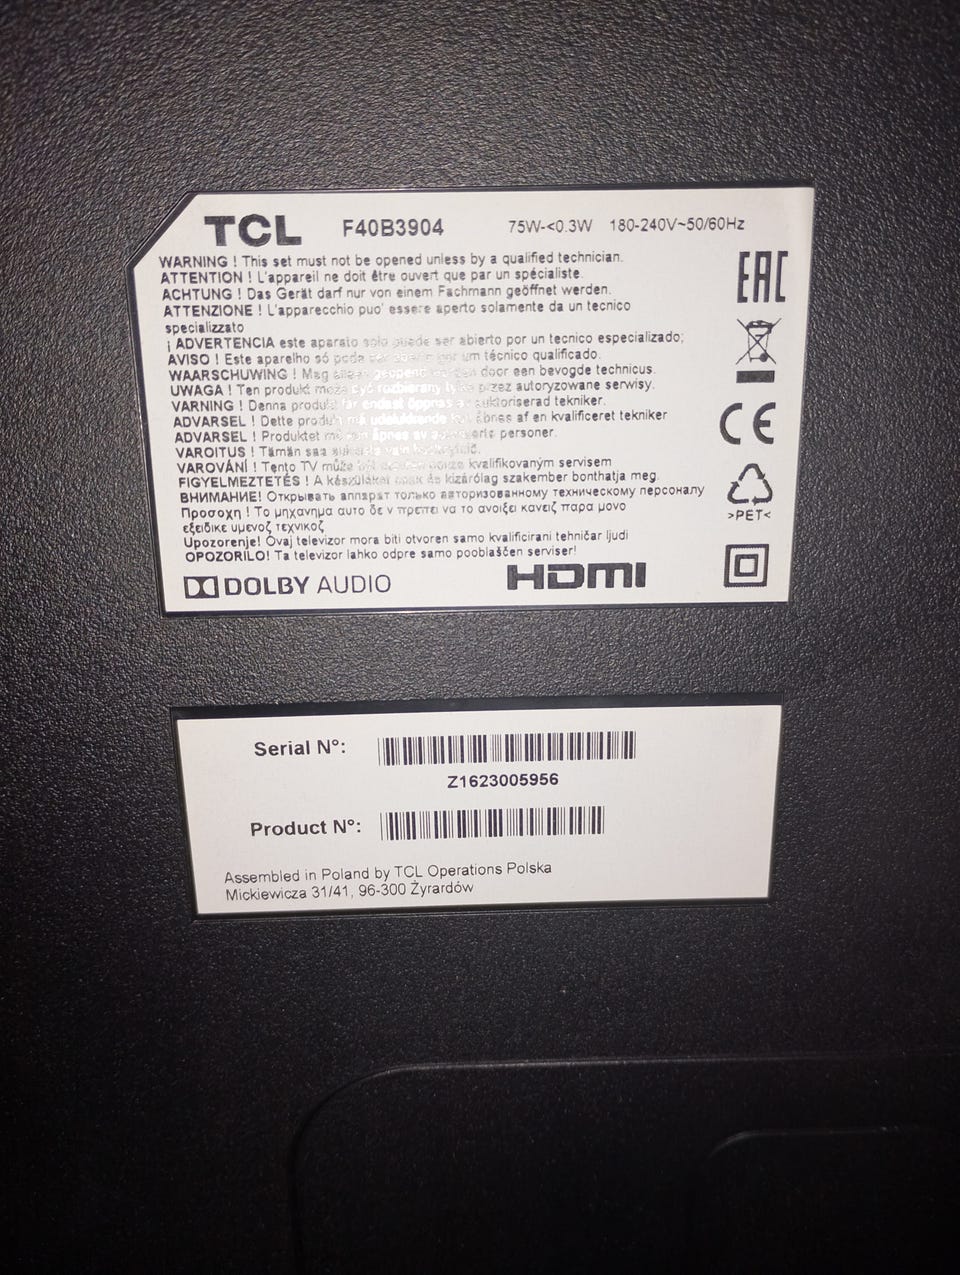 TCL F40B3904 75W-<0.3W 180-240V~50/60Hz
WARNING ! This set must not be opened unless by a qualified technician.
ATTENTION ! L'appareil ne doit être ouvert que par un spécialiste.
ACHTUNG ! Das Gerät darf nur von einem Fachmann geöffnet werden.
ATTENZIONE ! L'apparecchio puo' essere aperto solamente da un tecnico
specializzato
¡ ADVERTENCIA este aparato solo puede ser abierto por un tecnico especializado;
AVISO ! Este aparelho só pode ser aberto por um técnico qualificado.
WAARSCHUWING ! Mag alleen geopend worden door een bevogde technicus.
UWAGA ! Ten produkt może być rozbierany tylko przez autoryzowane serwisy.
VARNING ! Denna produkt får endast öppnas av auktoriserad tekniker.
ADVARSEL ! Dette produkt må udelukkende åbnes af en kvalificeret tekniker
ADVARSEL ! Produktet må kun åpnes av personer.
VAROITUS ! Tämän saa vain
VAROVÁNÍ ! Tento TV může být kvalifikovaným servisem
FIGYELMEZTETÉS ! A készüléket csak és kizárólag szakember bonthatja meg.
ВНИМАНИЕ! Открывать аппарат только авторизованному техническому персоналу
Προσοχη ! Το μηχανημα αυτο δε ν πρεπει να το ανοιξει κανεις παρα μονο
εξειδικε υμενος τεχνικος
Upozorenje! Ovaj televizor mora biti otvoren samo kvalificirani tehničar ljudi
OPOZORILO! Ta televizor lahko odpre samo pooblaščen serviser!
DOLBY AUDIO HDMI
EAC
CE
>PET<
Serial N°:
Z1623005956
Product N°:
Assembled in Poland by TCL Operations Polska
Mickiewicza 31/41, 96-300 Żyrardów